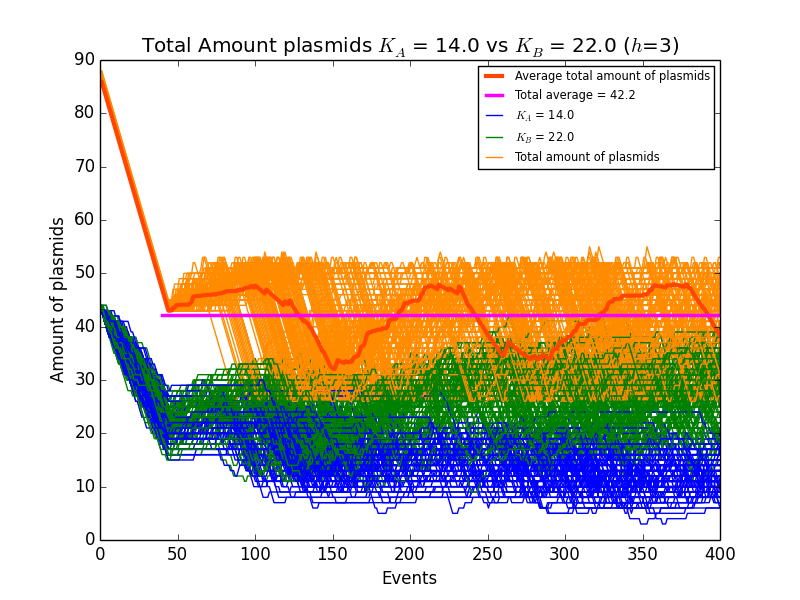 Total Amount plasmids K_A = 14.0 vs K_B = 22.0 (h=3)
Average total amount of plasmids
Total average = 42.2
K_A = 14.0
K_B = 22.0
Total amount of plasmids
Amount of plasmids
90
80
70
60
50
40
30
20
10
0
0 50 100 150 200 250 300 350 400
Events